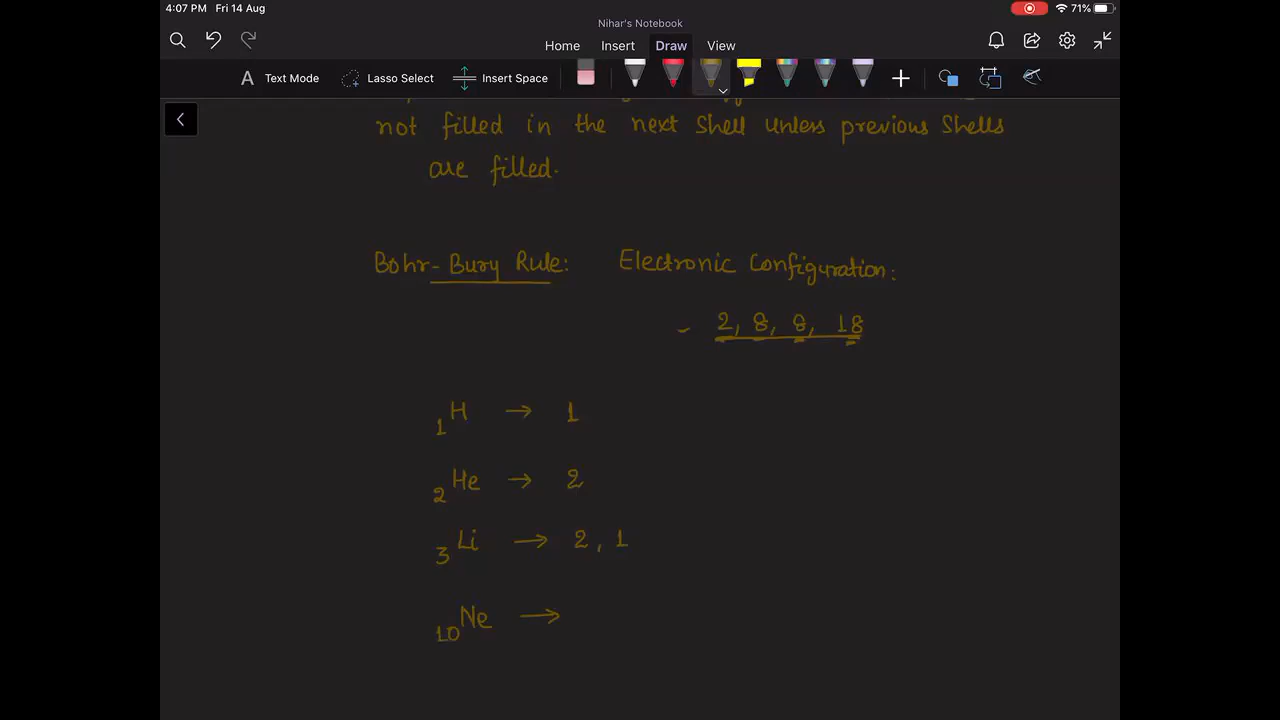 4:07 PM Fri 14 Aug
71%
Nihar's Notebook
Home Insert Draw View
Text Mode Lasso Select Insert Space
not filled in the next Shell unless previous Shells
are filled.
Bohr-Bury Rule: Electronic Configuration:
- 2, 8, 8, 18
1H → 1
2He → 2
3Li → 2, 1
10Ne →